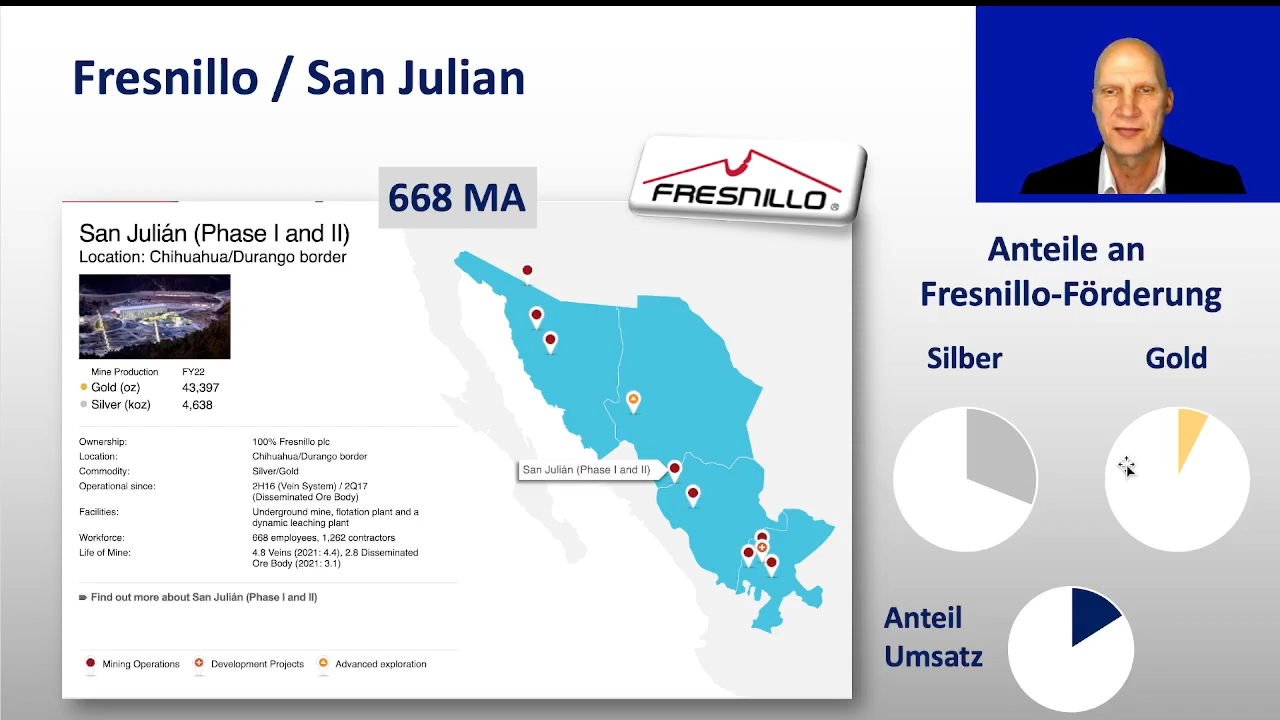 Fresnillo / San Julian
668 MA
FRESNILLO®
San Julián (Phase I and II)
Location: Chihuahua/Durango border
Mine Production FY22
Gold (oz) 43,397
Silver (koz) 4,638
Ownership: 100% Fresnillo plc
Location: Chihuahua/Durango border
Commodity: Silver/Gold
Operational since: 2H16 (Vein System) / 2Q17
(Disseminated Ore Body)
Facilities: Underground mine, flotation plant and a
dynamic leaching plant
Workforce: 668 employees, 1,262 contractors
Life of Mine: 4.8 Veins (2021: 4.4), 2.8 Disseminated
Ore Body (2021: 3.1)
Find out more about San Julián (Phase I and II)
Mining Operations Development Projects Advanced exploration
San Julián (Phase I and II)
Anteile an
Fresnillo-Förderung
Silber Gold
Anteil
Umsatz